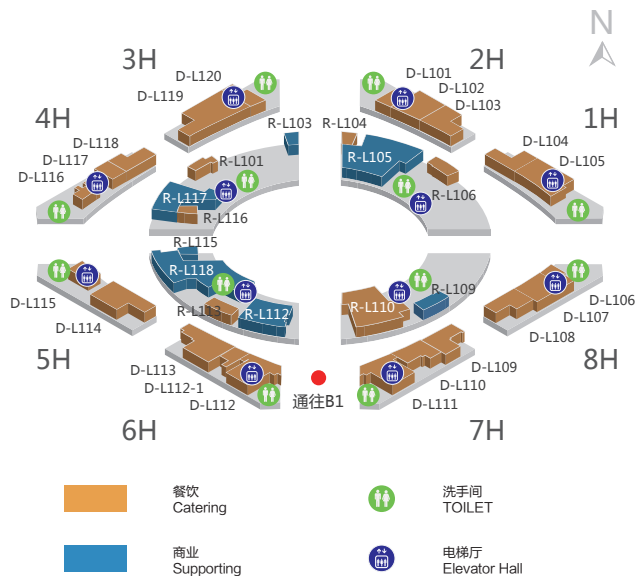 N
3H
2H
D-L120
D-L101
D-L102
D-L119
D-L103
4H
1H
R-L103
R-L104
D-L118
D-L104
D-L117
R-L105
D-L105
D-L116
R-L101
R-L106
R-L117
R-L116
R-L115
R-L118
R-L109
D-L115
D-L106
R-L113
R-L112
R-L110
D-L107
D-L114
D-L108
5H
8H
D-L113
D-L109
D-L112-1
D-L110
D-L112
通往B1
D-L111
6H
7H
餐饮
Catering
洗手间
TOILET
商业
Supporting
电梯厅
Elevator Hall